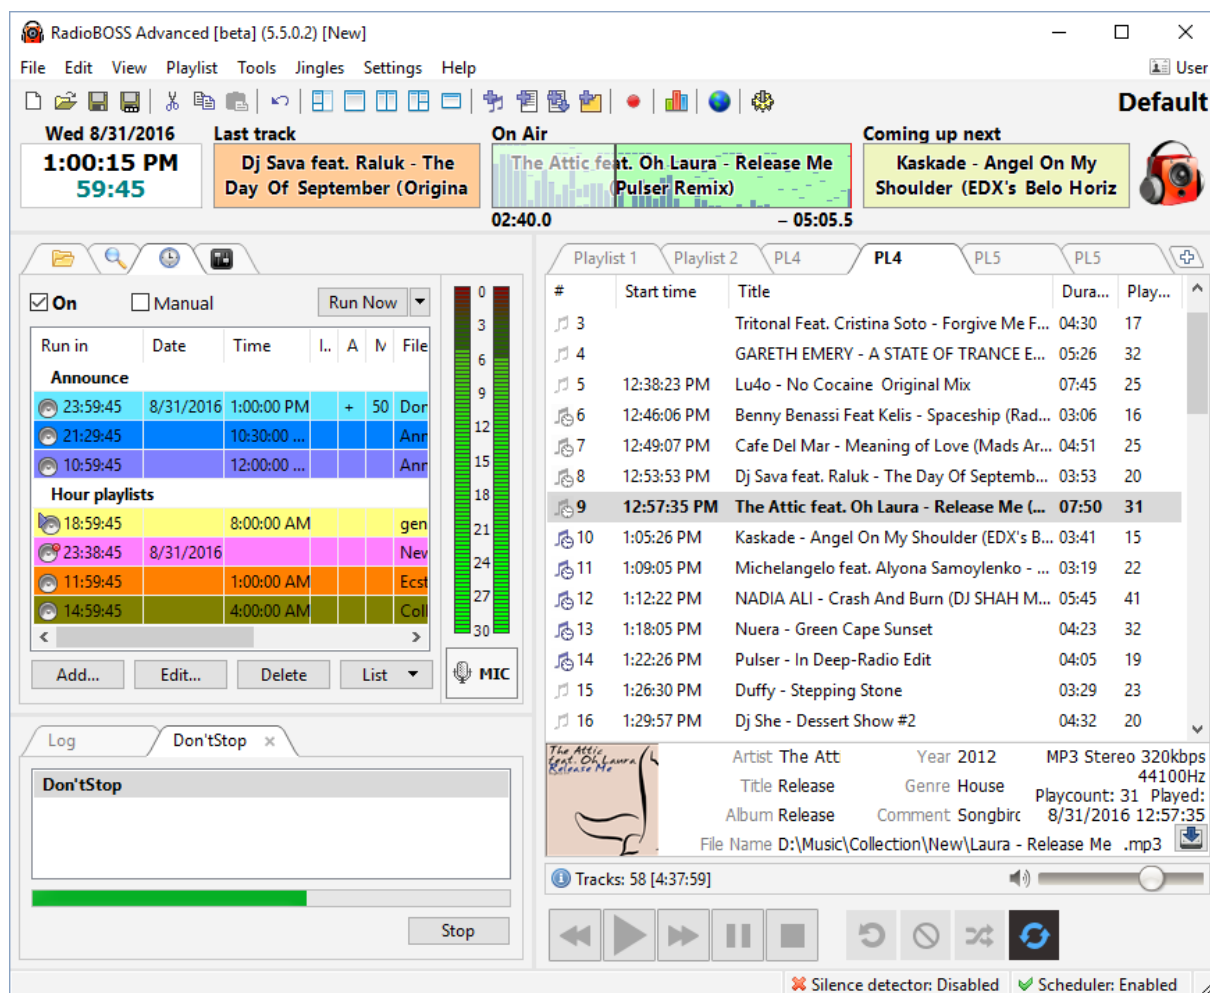 RadioBOSS Advanced [beta] (5.5.0.2) [New]
File Edit View Playlist Tools Jingles Settings Help
User
Default
Wed 8/31/2016
1:00:15 PM
59:45
Last track
Dj Sava feat. Raluk - The
Day Of September (Origina
On Air
The Attic feat. Oh Laura - Release Me
(Pulser Remix)
02:40.0 – 05:05.5
Coming up next
Kaskade - Angel On My
Shoulder (EDX's Belo Horiz
On Manual Run Now
Run in Date Time I.. A M File
Announce
23:59:45 8/31/2016 1:00:00 PM + 50 Don
21:29:45 10:30:00 ... Ann
10:59:45 12:00:00 ... Ann
Hour playlists
18:59:45 8:00:00 AM gen
23:38:45 8/31/2016 New
11:59:45 1:00:00 AM Ecst
14:59:45 4:00:00 AM Coll
Add... Edit... Delete List
0
3
6
9
12
15
18
21
24
27
30
MIC
Log Don'tStop
Don'tStop
Stop
Playlist 1 Playlist 2 PL4 PL4 PL5 PL5
# Start time Title Dura... Play...
3 Tritonal Feat. Cristina Soto - Forgive Me F... 04:30 17
4 GARETH EMERY - A STATE OF TRANCE E... 05:26 32
5 12:38:23 PM Lu4o - No Cocaine Original Mix 07:45 25
6 12:46:06 PM Benny Benassi Feat Kelis - Spaceship (Rad... 03:06 16
7 12:49:07 PM Cafe Del Mar - Meaning of Love (Mads Ar... 04:51 25
8 12:53:53 PM Dj Sava feat. Raluk - The Day Of Septemb... 03:53 20
9 12:57:35 PM The Attic feat. Oh Laura - Release Me (... 07:50 31
10 1:05:26 PM Kaskade - Angel On My Shoulder (EDX's B... 03:41 15
11 1:09:05 PM Michelangelo feat. Alyona Samoylenko - ... 03:19 22
12 1:12:22 PM NADIA ALI - Crash And Burn (DJ SHAH M... 05:45 41
13 1:18:05 PM Nuera - Green Cape Sunset 04:23 32
14 1:22:26 PM Pulser - In Deep-Radio Edit 04:05 19
15 1:26:30 PM Duffy - Stepping Stone 03:29 23
16 1:29:57 PM Dj She - Dessert Show #2 04:32 20
The Attic
feat. Oh Laura
Release Me
Artist The Att Year 2012 MP3 Stereo 320kbps
44100Hz
Title Release Genre House Playcount: 31 Played:
Album Release Comment Songbirc 8/31/2016 12:57:35
File Name D:\Music\Collection\New\Laura - Release Me .mp3
Tracks: 58 [4:37:59]
Silence detector: Disabled Scheduler: Enabled